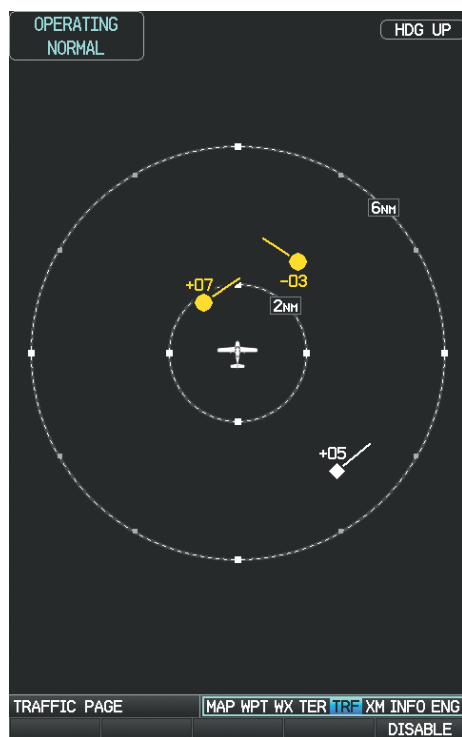 OPERATING
NORMAL
HDG UP
6NM
+07
-03
2NM
+05
TRAFFIC PAGE
MAP WPT WX TER TRF XM INFO ENG
DISABLE